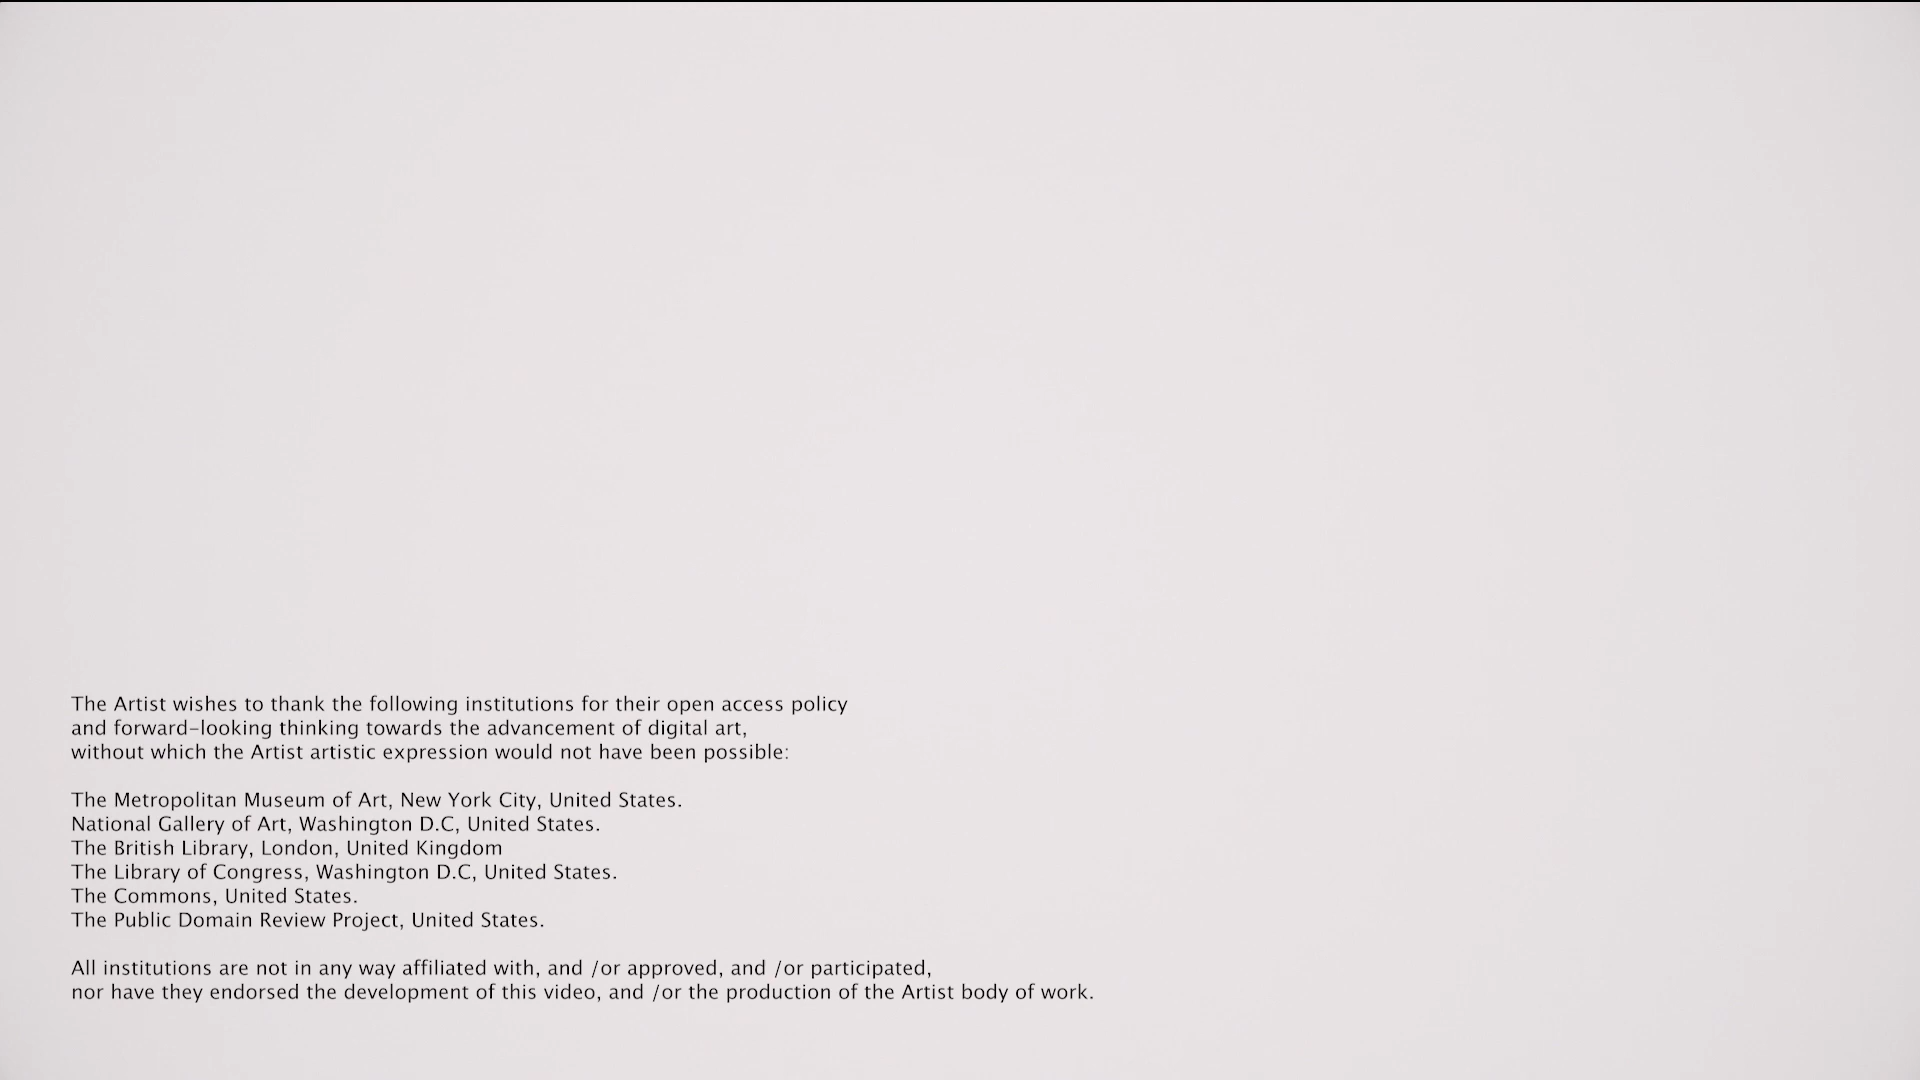 The Artist wishes to thank the following institutions for their open access policy
and forward-looking thinking towards the advancement of digital art,
without which the Artist artistic expression would not have been possible:
The Metropolitan Museum of Art, New York City, United States.
National Gallery of Art, Washington D.C, United States.
The British Library, London, United Kingdom
The Library of Congress, Washington D.C, United States.
The Commons, United States.
The Public Domain Review Project, United States.
All institutions are not in any way affiliated with, and /or approved, and /or participated,
nor have they endorsed the development of this video, and /or the production of the Artist body of work.